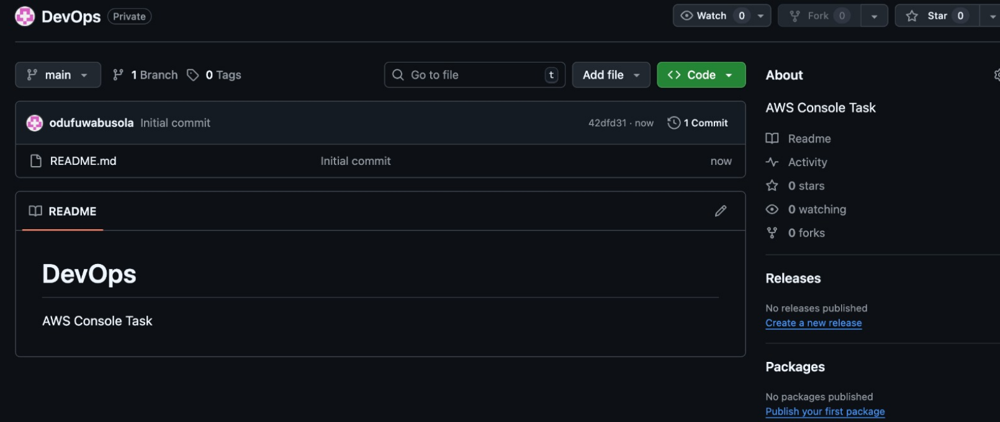 DevOps Private
Watch 0 Fork 0 Star 0
main 1 Branch 0 Tags Go to file t Add file Code
odufuwabusola Initial commit 42dfd31 · now 1 Commit
README.md Initial commit now
README
DevOps
AWS Console Task
About
AWS Console Task
Readme
Activity
0 stars
0 watching
0 forks
Releases
No releases published
Create a new release
Packages
No packages published
Publish your first package